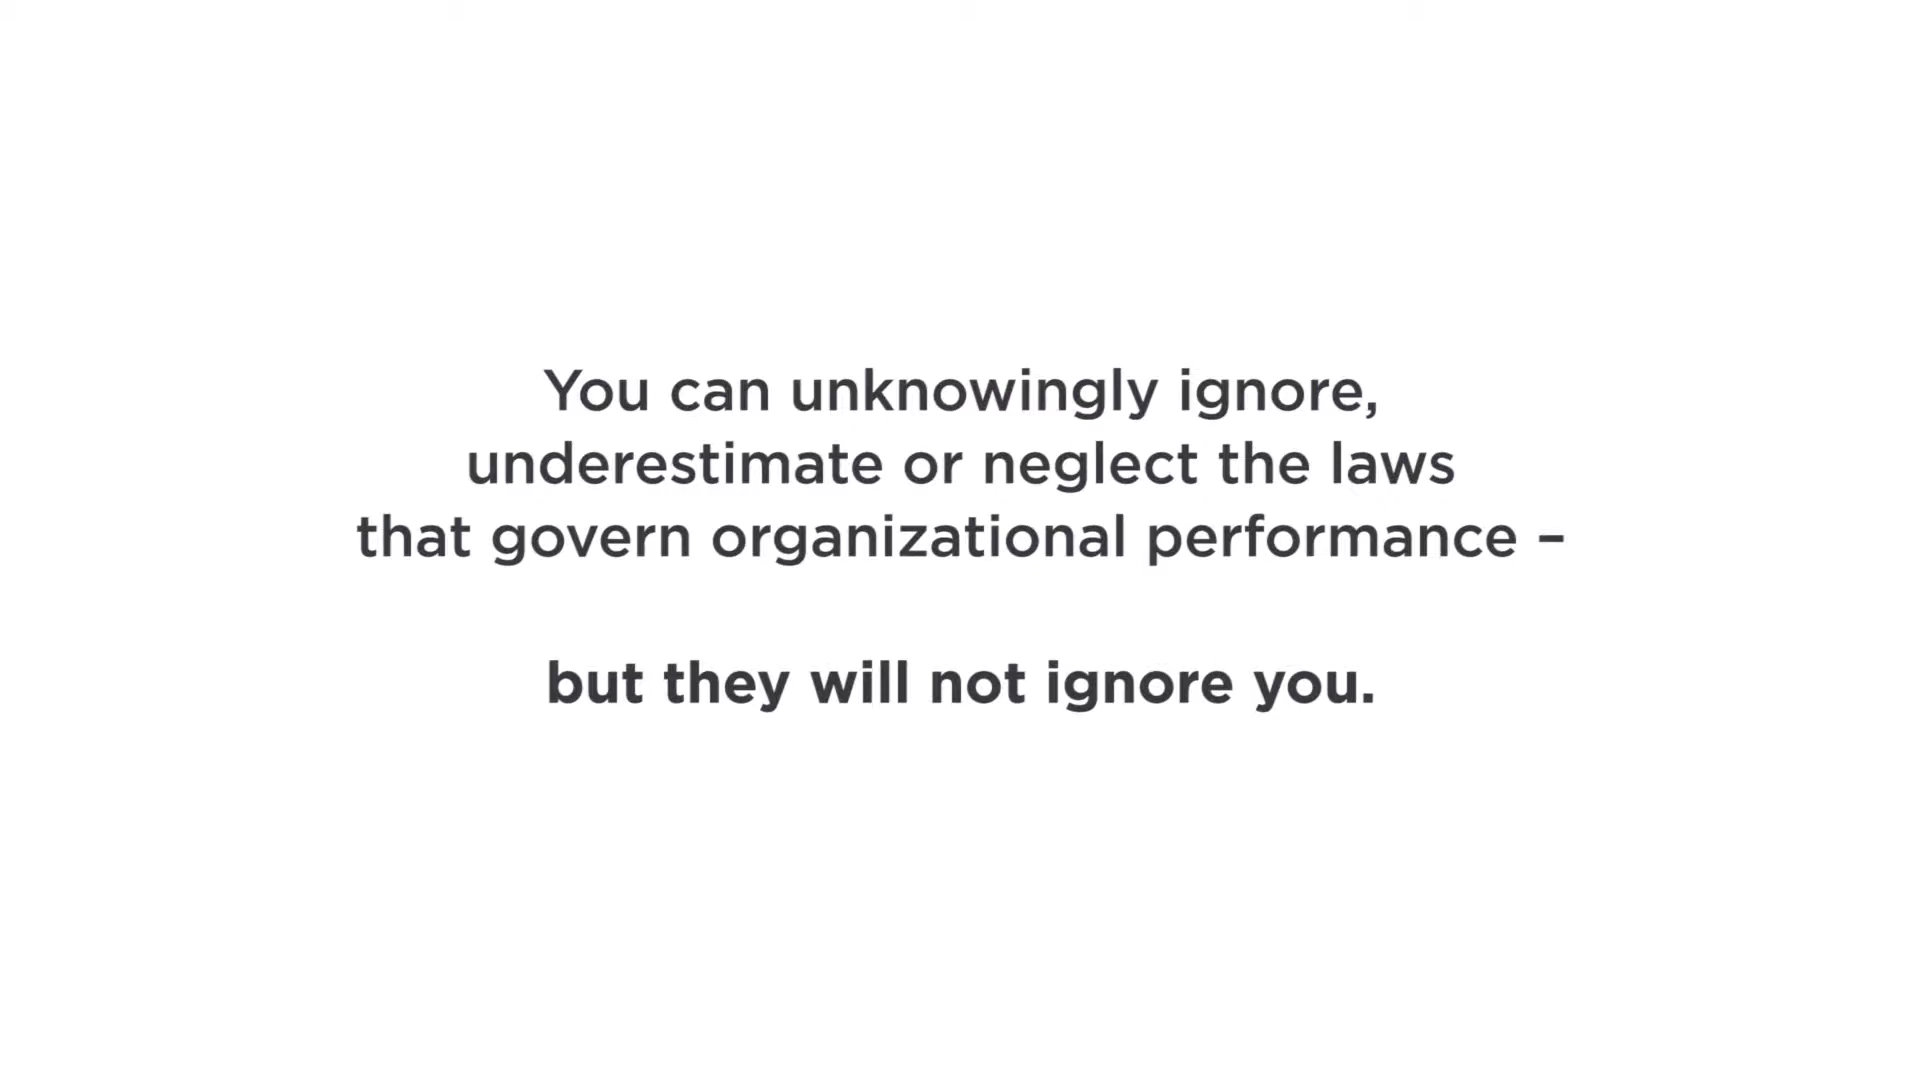 You can unknowingly ignore,
underestimate or neglect the laws
that govern organizational performance –
but they will not ignore you.